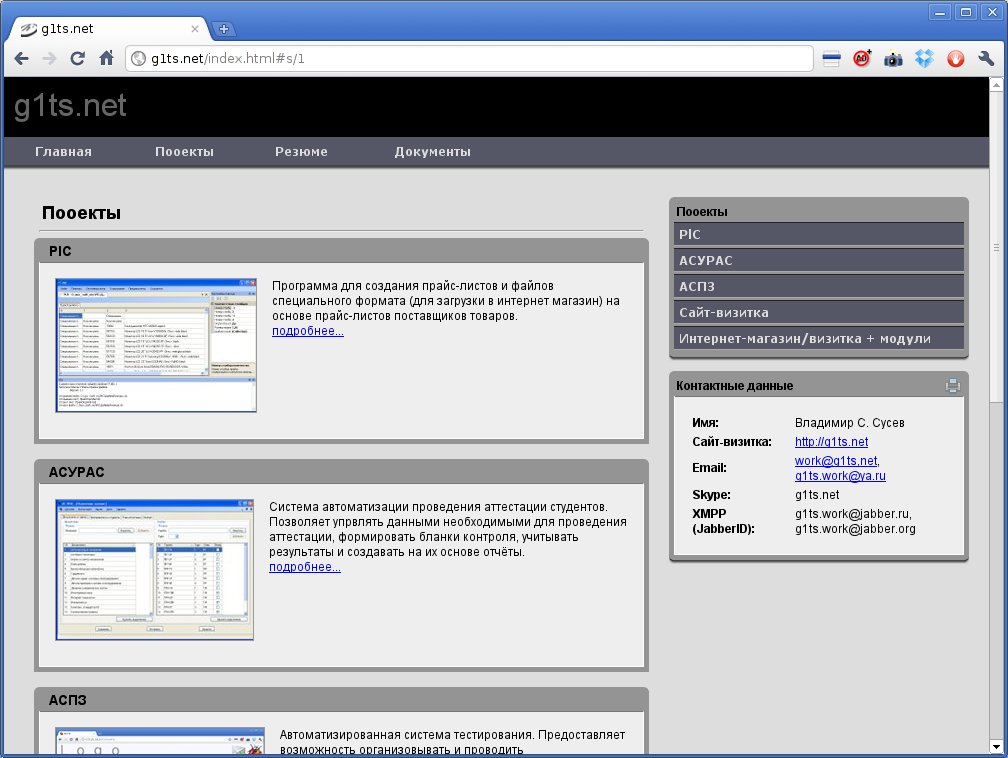 g1ts.net
g1ts.net/index.html#s/1
g1ts.net
Главная Пооекты Резюме Документы
Пооекты
PIC
Программа для создания прайс-листов и файлов
специального формата (для загрузки в интернет магазин) на
основе прайс-листов поставщиков товаров.
подробнее...
АСУРАС
Система автоматизации проведения аттестации студентов.
Позволяет упрвлять данными необходимыми для проведения
аттестации, формировать бланки контроля, учитывать
результаты и создавать на их основе отчёты.
подробнее...
АСПЗ
Logo
Автоматизированная система тестирования. Предоставляет
возможность организовывать и проводить
Пооекты
PIC
АСУРАС
АСПЗ
Сайт-визитка
Интернет-магазин/визитка + модули
Контактные данные
Имя: Владимир С. Сусев
Сайт-визитка: http://g1ts.net
Email: work@g1ts.net,
g1ts.work@ya.ru
Skype: g1ts.net
XMPP (JabberID): g1ts.work@jabber.ru,
g1ts.work@jabber.org